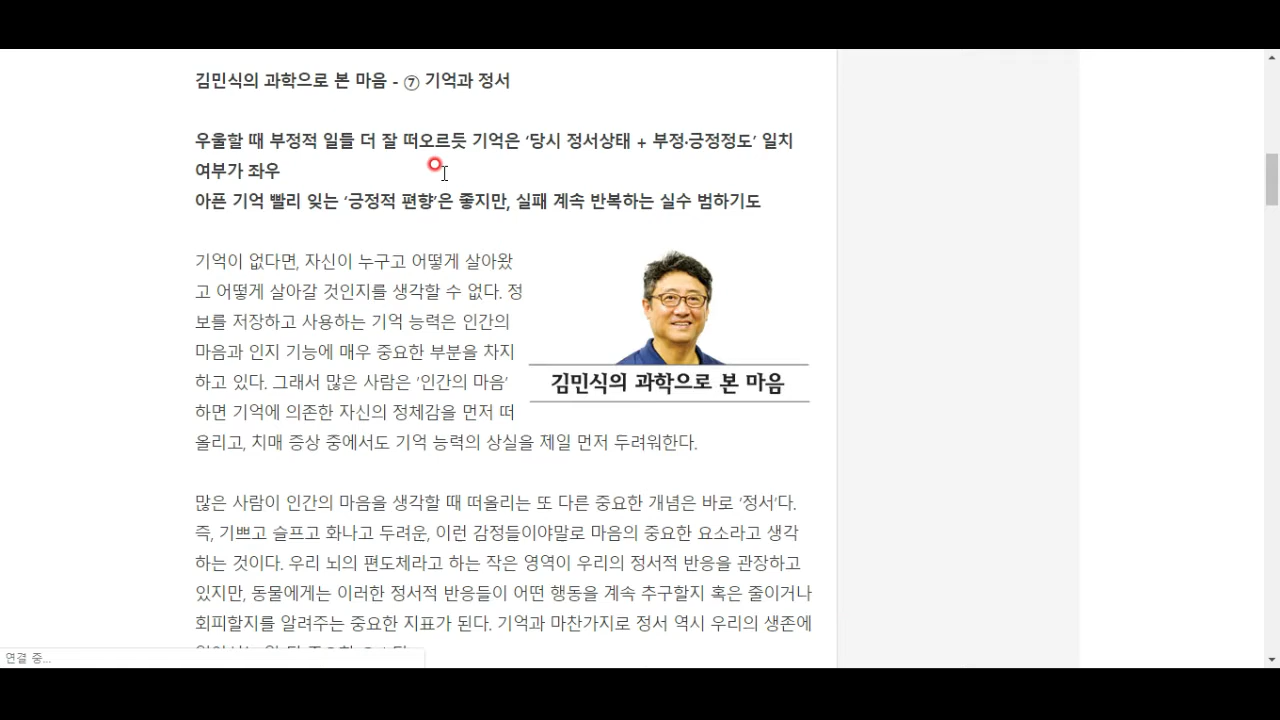 김민식의 과학으로 본 마음 - ⑦ 기억과 정서
우울할 때 부정적 일들 더 잘 떠오르듯 기억은 ‘당시 정서상태 + 부정·긍정정도’ 일치
여부가 좌우
아픈 기억 빨리 잊는 ‘긍정적 편향’은 좋지만, 실패 계속 반복하는 실수 범하기도
기억이 없다면, 자신이 누구고 어떻게 살아왔
고 어떻게 살아갈 것인지를 생각할 수 없다. 정
보를 저장하고 사용하는 기억 능력은 인간의
마음과 인지 기능에 매우 중요한 부분을 차지
하고 있다. 그래서 많은 사람은 ‘인간의 마음’
하면 기억에 의존한 자신의 정체감을 먼저 떠
올리고, 치매 증상 중에서도 기억 능력의 상실을 제일 먼저 두려워한다.
김민식의 과학으로 본 마음
많은 사람이 인간의 마음을 생각할 때 떠올리는 또 다른 중요한 개념은 바로 ‘정서’다.
즉, 기쁘고 슬프고 화나고 두려운, 이런 감정들이야말로 마음의 중요한 요소라고 생각
하는 것이다. 우리 뇌의 편도체라고 하는 작은 영역이 우리의 정서적 반응을 관장하고
있지만, 동물에게는 이러한 정서적 반응들이 어떤 행동을 계속 추구할지 혹은 줄이거나
회피할지를 알려주는 중요한 지표가 된다. 기억과 마찬가지로 정서 역시 우리의 생존에
연결 중...